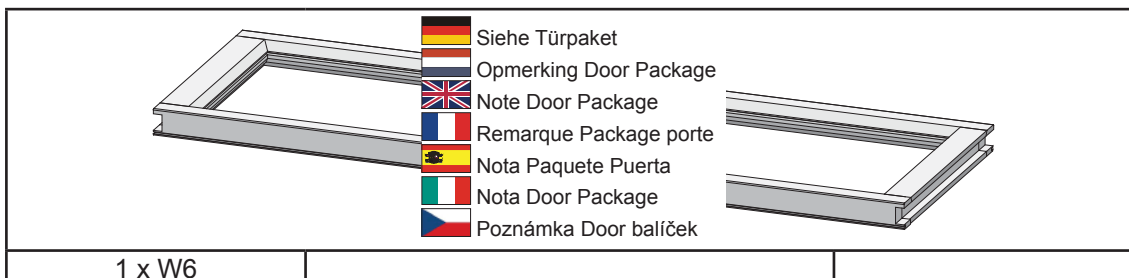 Siehe Türpaket
Opmerking Door Package
Note Door Package
Remarque Package porte
Nota Paquete Puerta
Nota Door Package
Poznámka Door balíček
1 x W6